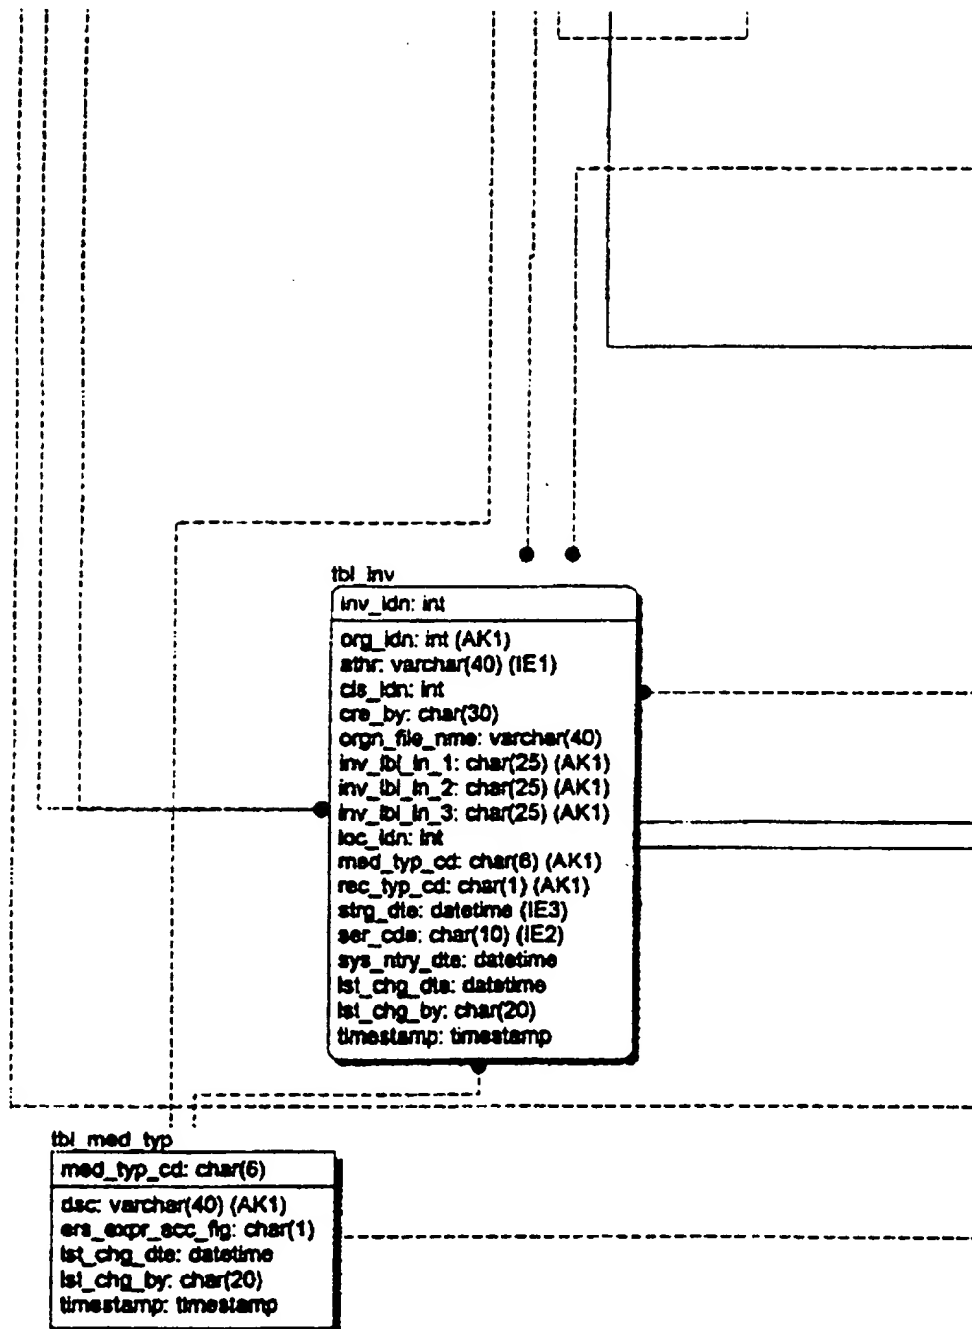 tbl_inv
inv_idn: int
org_idn: int (AK1)
athr: varchar(40) (IE1)
cls_idn: int
cre_by: char(30)
orgn_file_nme: varchar(40)
inv_lbl_ln_1: char(25) (AK1)
inv_lbl_ln_2: char(25) (AK1)
inv_lbl_ln_3: char(25) (AK1)
loc_idn: int
med_typ_cd: char(6) (AK1)
rec_typ_cd: char(1) (AK1)
strg_dte: datetime (IE3)
ser_cde: char(10) (IE2)
sys_ntry_dte: datetime
lst_chg_dte: datetime
lst_chg_by: char(20)
timestamp: timestamp
tbl_med_typ
med_typ_cd: char(6)
dsc: varchar(40) (AK1)
ers_expr_acc_flg: char(1)
lst_chg_dte: datetime
lst_chg_by: char(20)
timestamp: timestamp